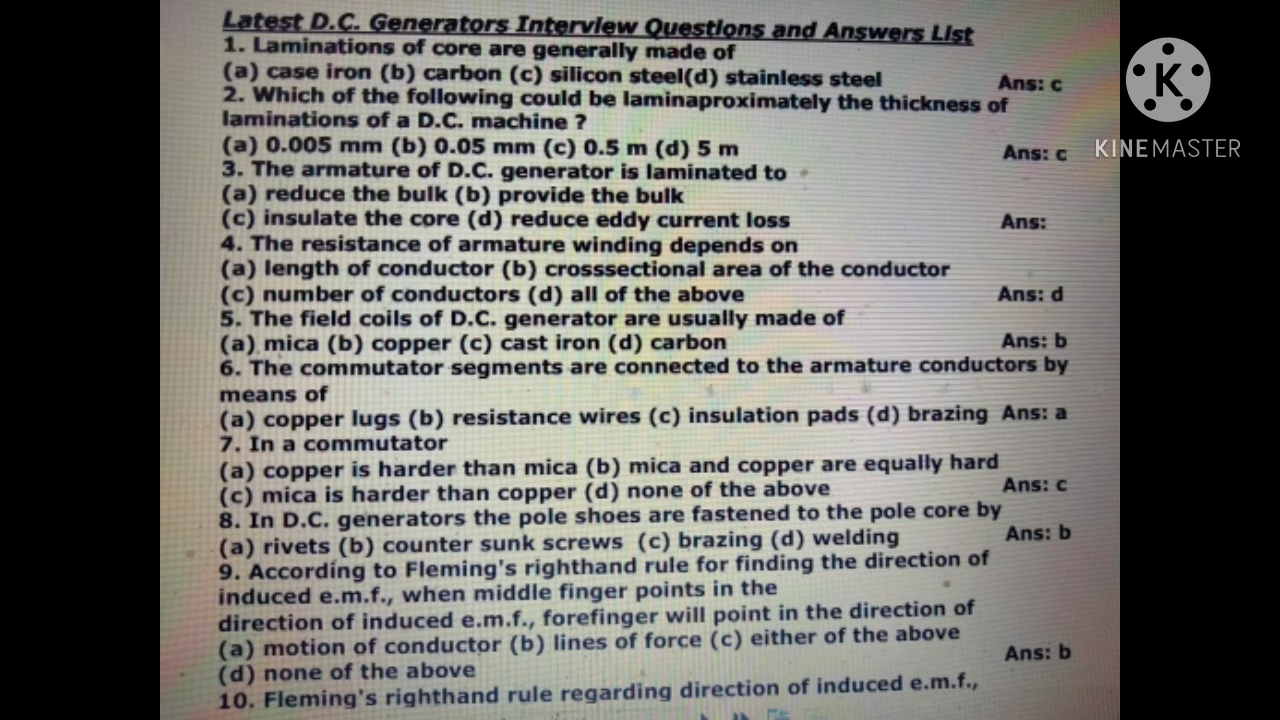 Latest D.C. Generators Interview Questions and Answers List
1. Laminations of core are generally made of
(a) case iron (b) carbon (c) silicon steel(d) stainless steel Ans: c
2. Which of the following could be laminaproximately the thickness of
laminations of a D.C. machine ?
(a) 0.005 mm (b) 0.05 mm (c) 0.5 m (d) 5 m Ans: c
3. The armature of D.C. generator is laminated to
(a) reduce the bulk (b) provide the bulk
(c) insulate the core (d) reduce eddy current loss Ans:
4. The resistance of armature winding depends on
(a) length of conductor (b) crosssectional area of the conductor
(c) number of conductors (d) all of the above Ans: d
5. The field coils of D.C. generator are usually made of
(a) mica (b) copper (c) cast iron (d) carbon Ans: b
6. The commutator segments are connected to the armature conductors by
means of
(a) copper lugs (b) resistance wires (c) insulation pads (d) brazing Ans: a
7. In a commutator
(a) copper is harder than mica (b) mica and copper are equally hard
(c) mica is harder than copper (d) none of the above Ans: c
8. In D.C. generators the pole shoes are fastened to the pole core by
(a) rivets (b) counter sunk screws (c) brazing (d) welding Ans: b
9. According to Fleming's righthand rule for finding the direction of
induced e.m.f., when middle finger points in the
direction of induced e.m.f., forefinger will point in the direction of
(a) motion of conductor (b) lines of force (c) either of the above
(d) none of the above Ans: b
10. Fleming's righthand rule regarding direction of induced e.m.f.,
K
KINEMASTER